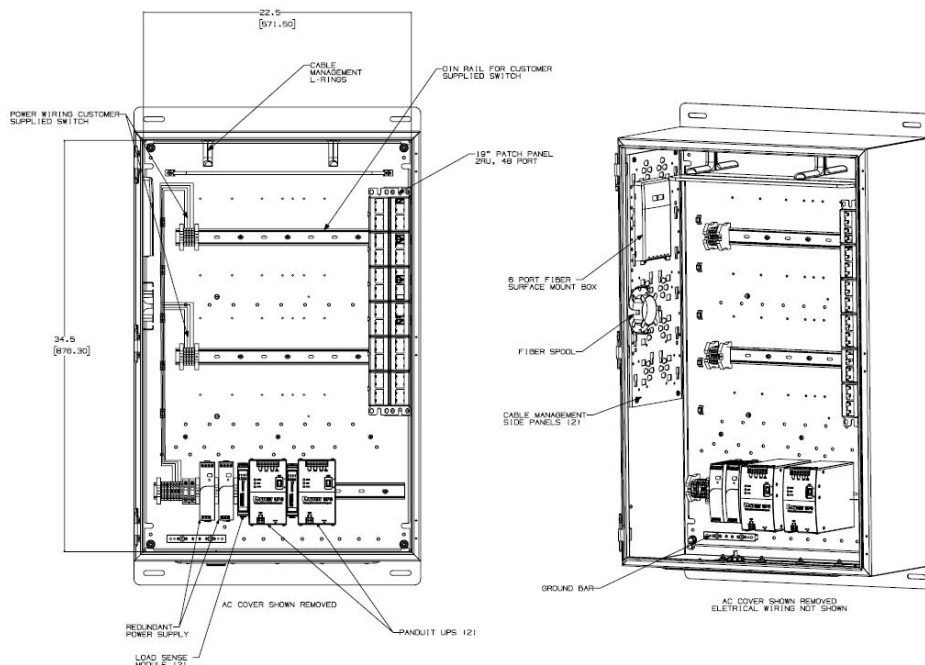 22.5
[571.50]
CABLE
MANAGEMENT
L-RINGS
DIN RAIL FOR CUSTOMER
SUPPLIED SWITCH
POWER WIRING CUSTOMER
SUPPLIED SWITCH
19" PATCH PANEL
2RU, 48 PORT
34.5
[876.30]
AC COVER SHOWN REMOVED
REDUNDANT
POWER SUPPLY
LOAD SENSE
MODULE (2)
PANDUIT UPS (2)
6 PORT FIBER
SURFACE MOUNT BOX
FIBER SPOOL
CABLE MANAGEMENT
SIDE PANELS (2)
GROUND BAR
AC COVER SHOWN REMOVED
ELETRICAL WIRING NOT SHOWN